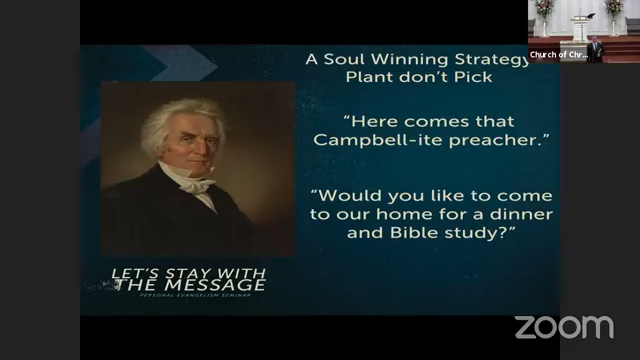 A Soul Winning Strategy
Plant don't Pick
"Here comes that
Campbell-ite preacher."
"Would you like to come
to our home for a dinner
and Bible study?"
LET'S STAY WITH
THE MESSAGE
PERSONAL EVANGELISM SEMINAR
Church of Chr...
zoom